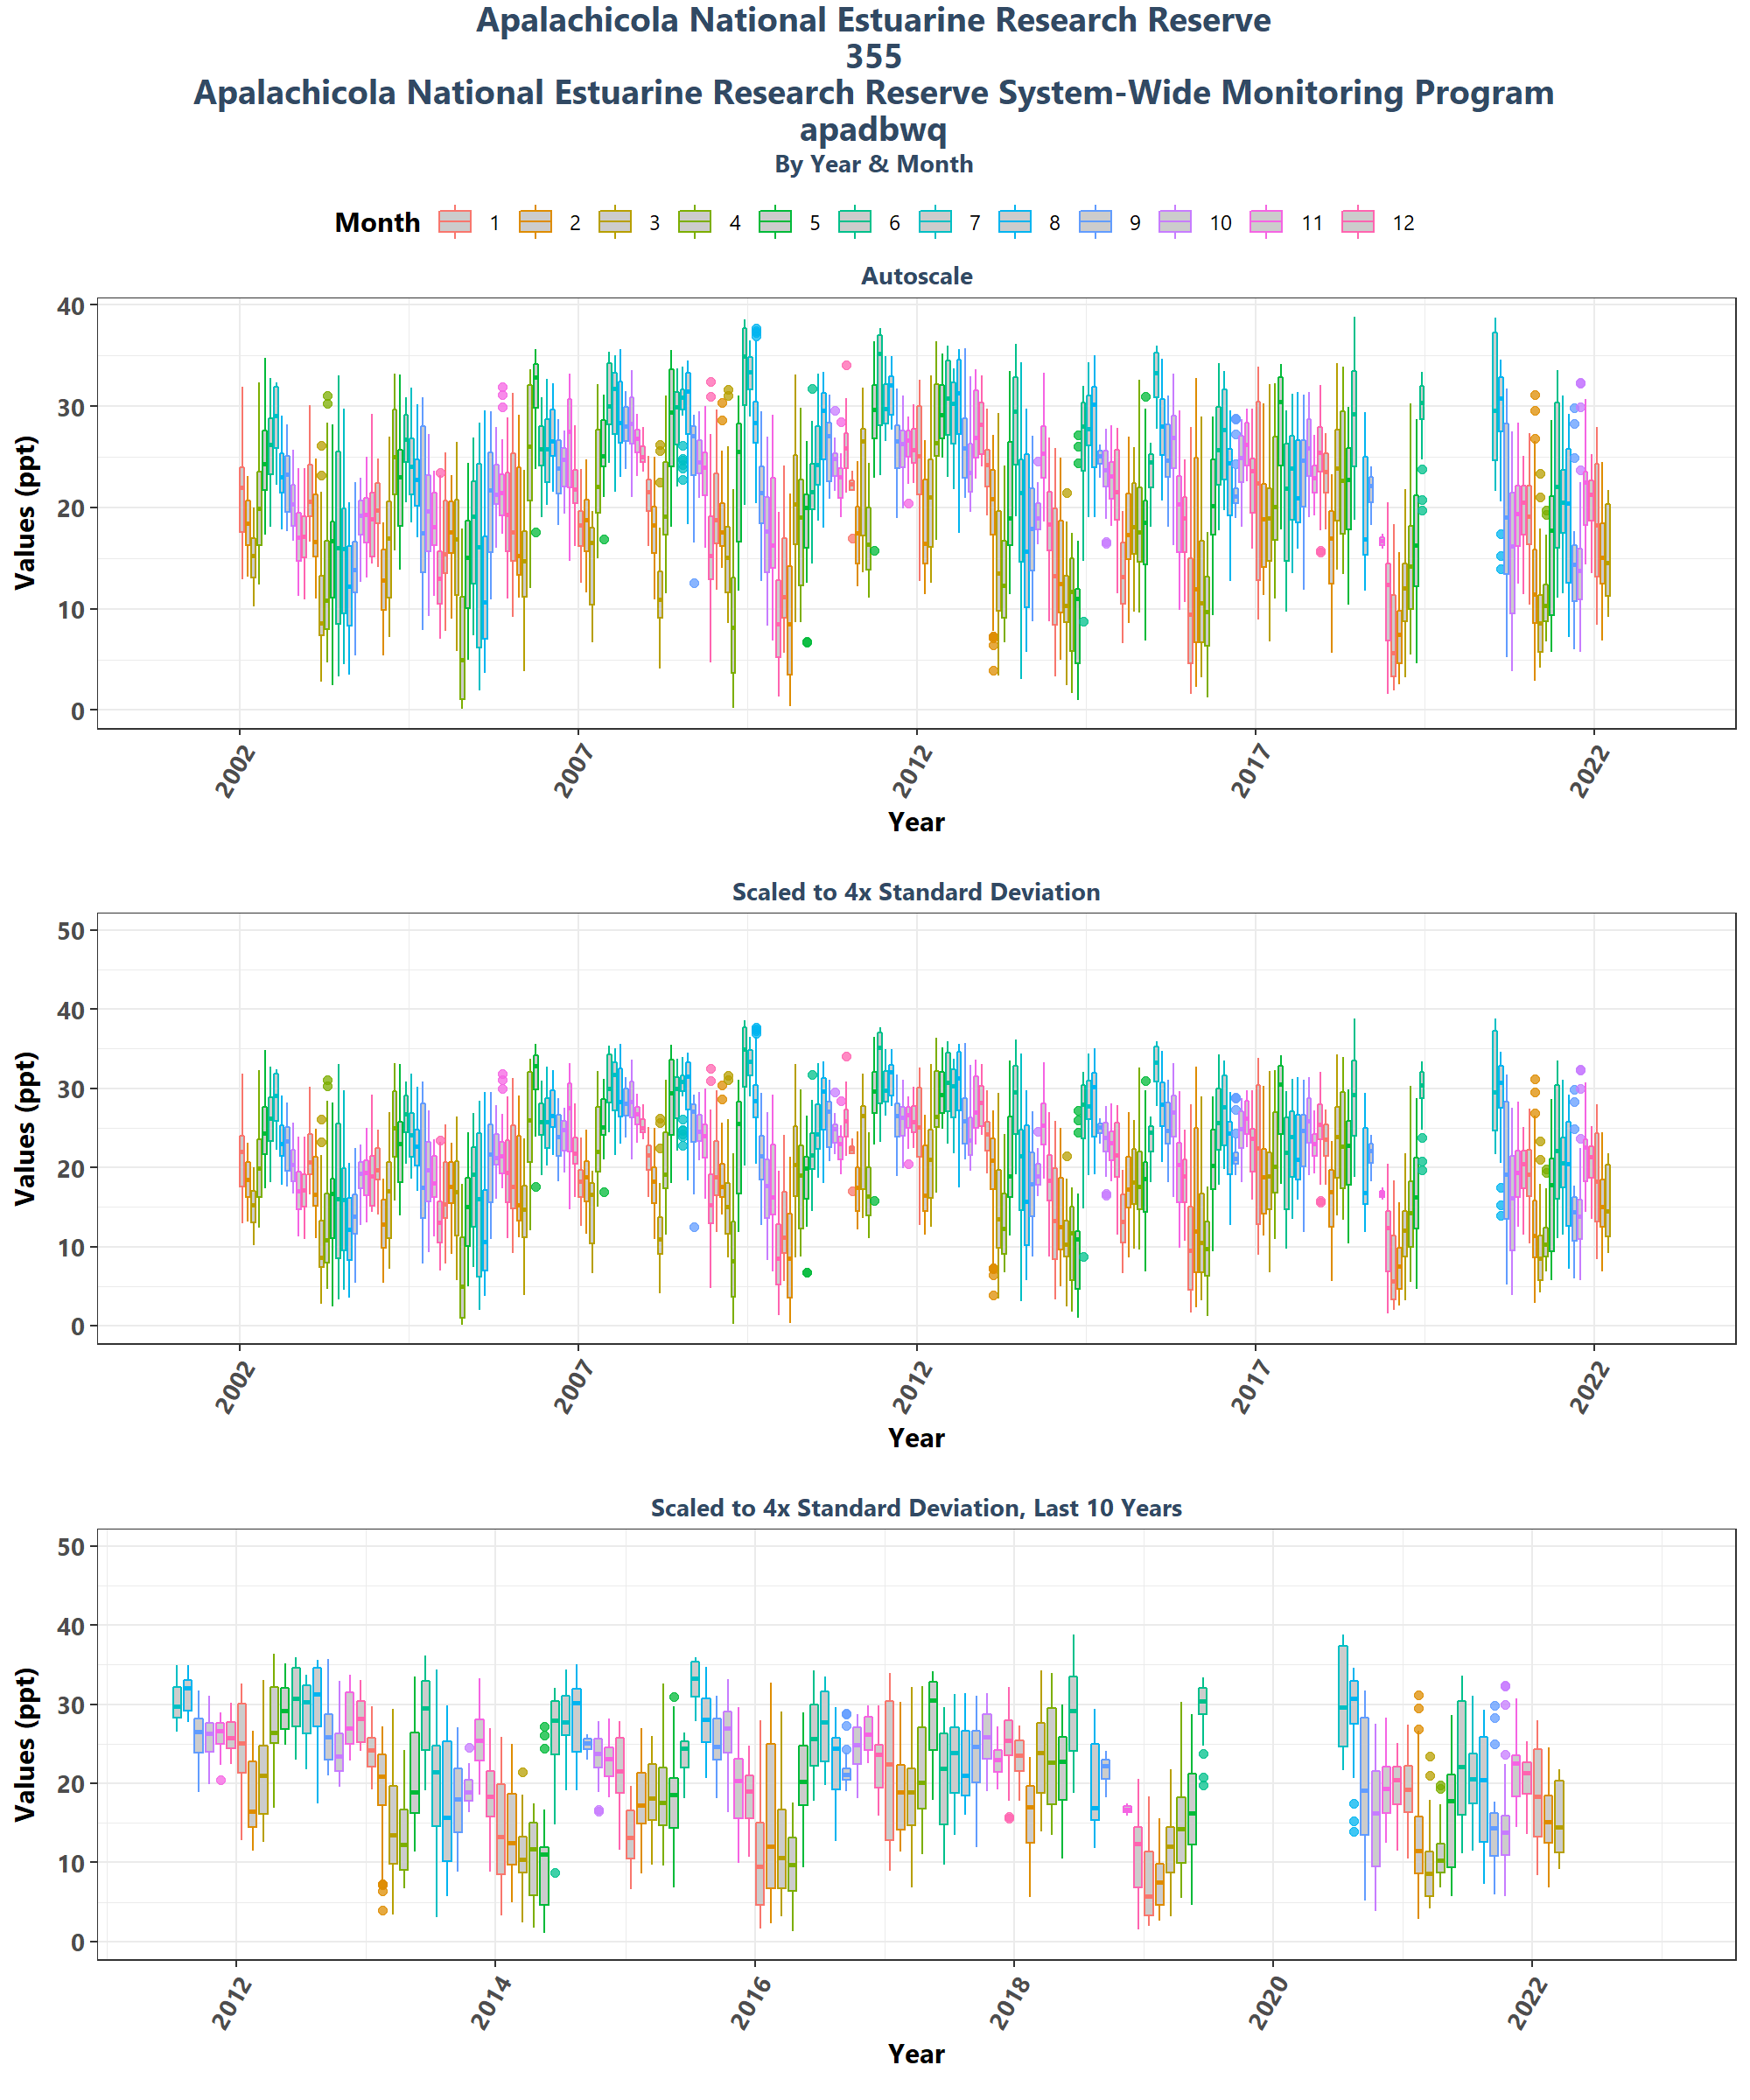 Apalachicola National Estuarine Research Reserve
355
Apalachicola National Estuarine Research Reserve System-Wide Monitoring Program
apadbwq
By Year & Month
Month 1 2 3 4 5 6 7 8 9 10 11 12
Autoscale
Values (ppt)
40
30
20
10
0
2002 2007 2012 2017 2022
Year
Scaled to 4x Standard Deviation
Values (ppt)
50
40
30
20
10
0
2002 2007 2012 2017 2022
Year
Scaled to 4x Standard Deviation, Last 10 Years
Values (ppt)
50
40
30
20
10
0
2012 2014 2016 2018 2020 2022
Year